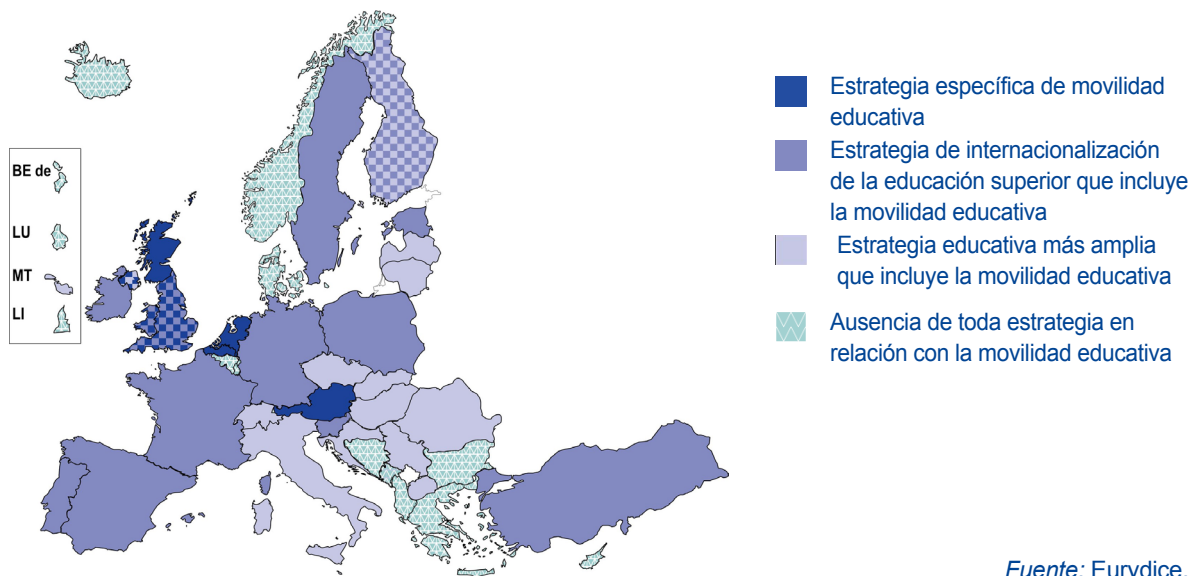 BE de
LU
MT
LI
Estrategia específica de movilidad
educativa
Estrategia de internacionalización
de la educación superior que incluye
la movilidad educativa
Estrategia educativa más amplia
que incluye la movilidad educativa
Ausencia de toda estrategia en
relación con la movilidad educativa
Fuente: Eurydice.